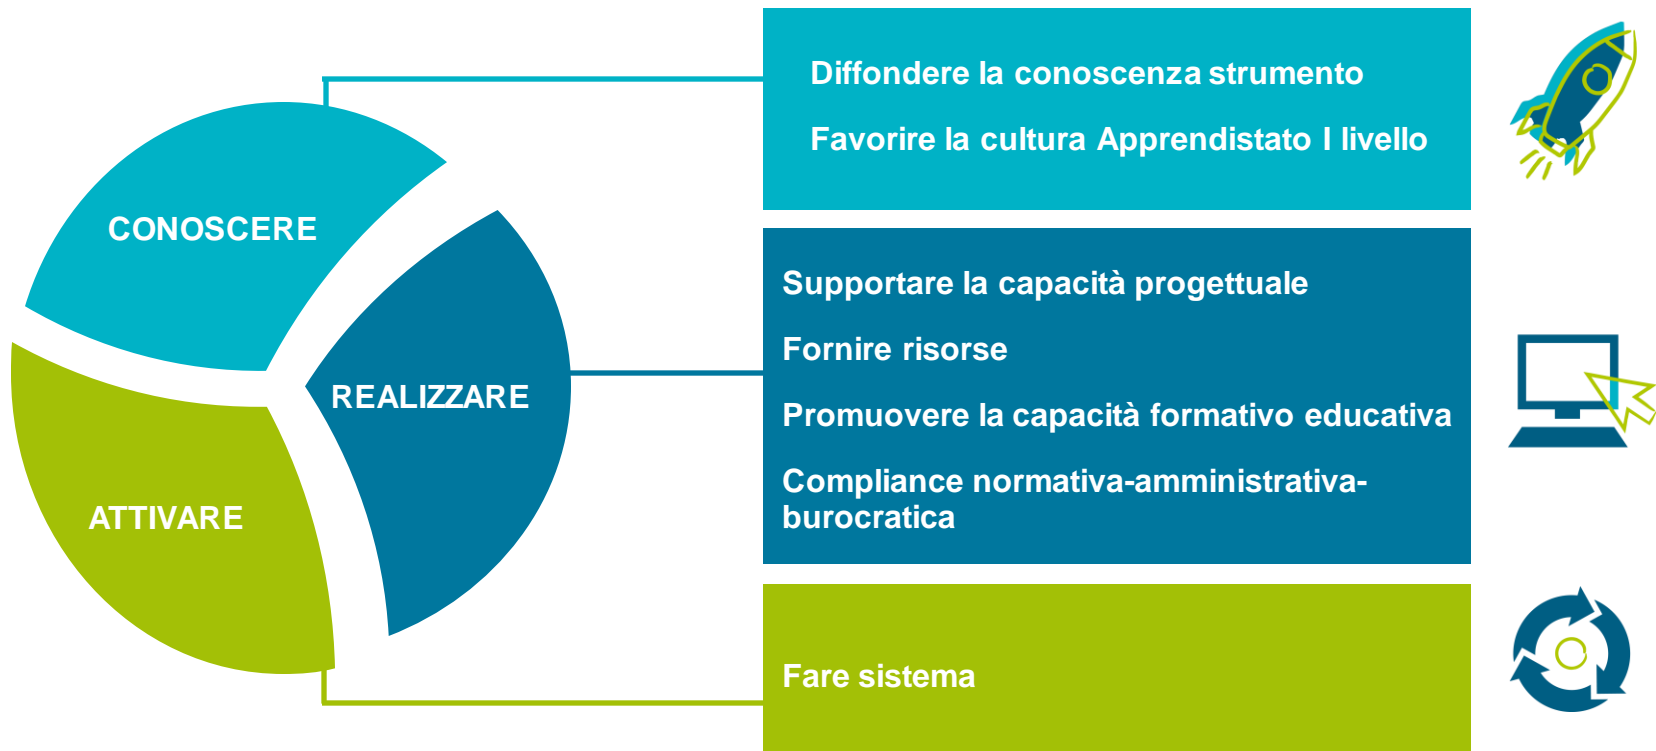 CONOSCERE
Diffondere la conoscenza strumento
Favorire la cultura Apprendistato I livello
REALIZZARE
Supportare la capacità progettuale
Fornire risorse
Promuovere la capacità formativo educativa
Compliance normativa-amministrativa-
burocratica
ATTIVARE
Fare sistema